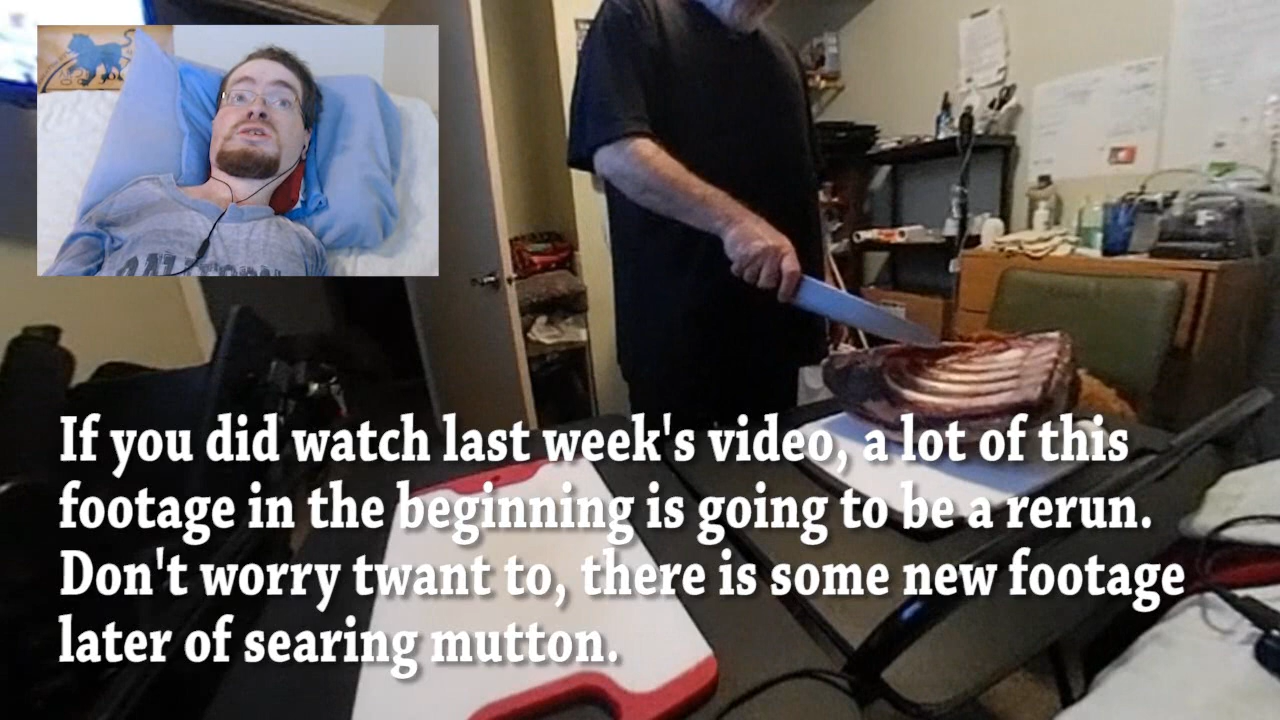 If you did watch last week's video, a lot of this
footage in the beginning is going to be a rerun.
Don't worry twant to, there is some new footage
later of searing mutton.